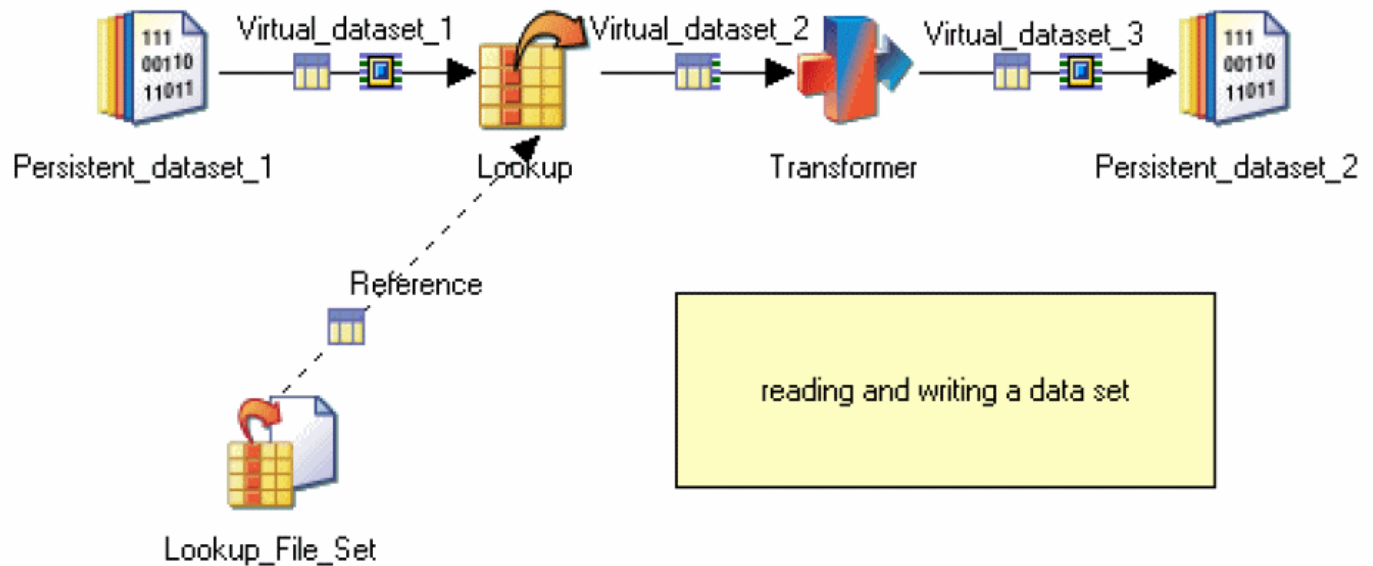 Virtual_dataset_1
Virtual_dataset_2
Virtual_dataset_3
111
00110
11011
111
00110
11011
Persistent_dataset_1
Lookup
Transformer
Persistent_dataset_2
Reference
reading and writing a data set
Lookup_File_Set